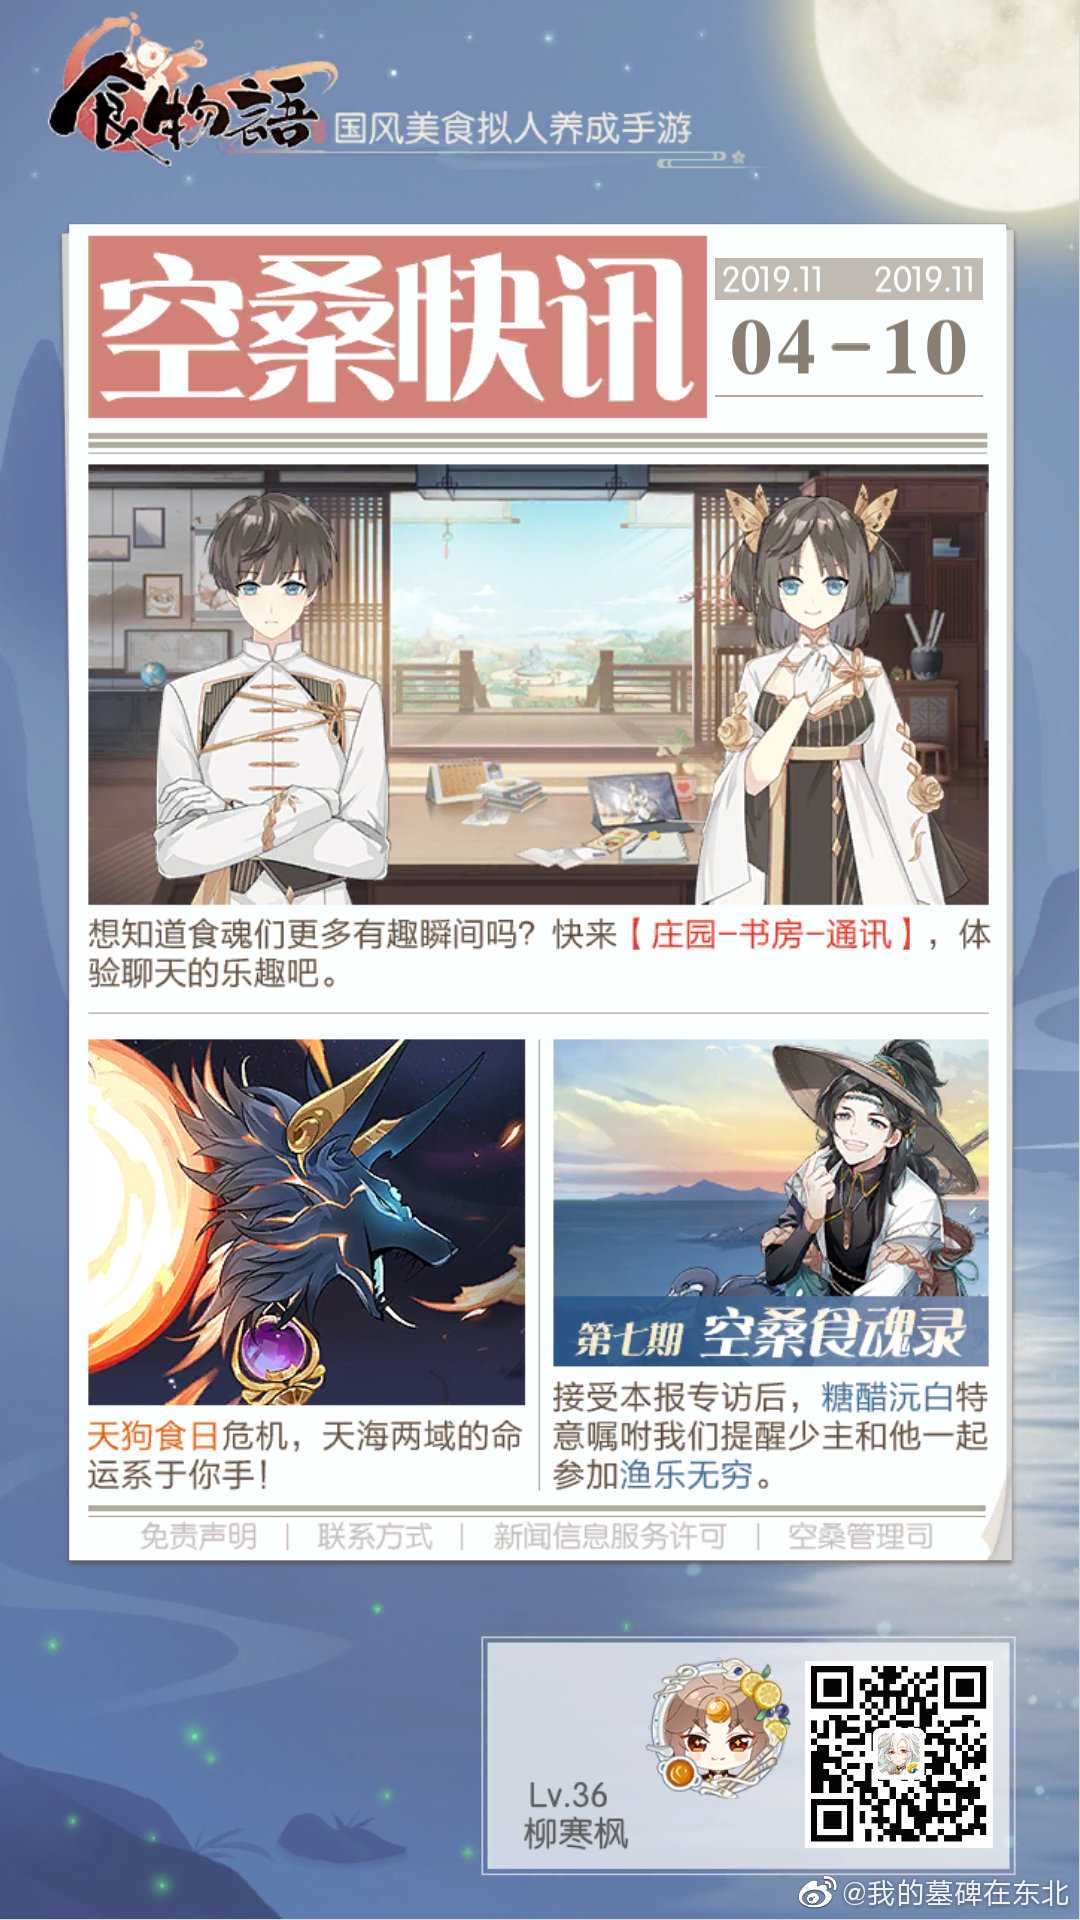 食物語
国风美食拟人养成手游
空桑快讯
2019.11 2019.11
04-10
想知道食魂们更多有趣瞬间吗？快来【庄园-书房-通讯】，体
验聊天的乐趣吧。
天狗食日危机，天海两域的命
运系于你手！
第七期 空桑食魂录
接受本报专访后，糖醋沅白特
意嘱咐我们提醒少主和他一起
参加渔乐无穷。
免责声明 | 联系方式 | 新闻信息服务许可 | 空桑管理司
Lv.36
柳寒枫
@我的墓碑在东北